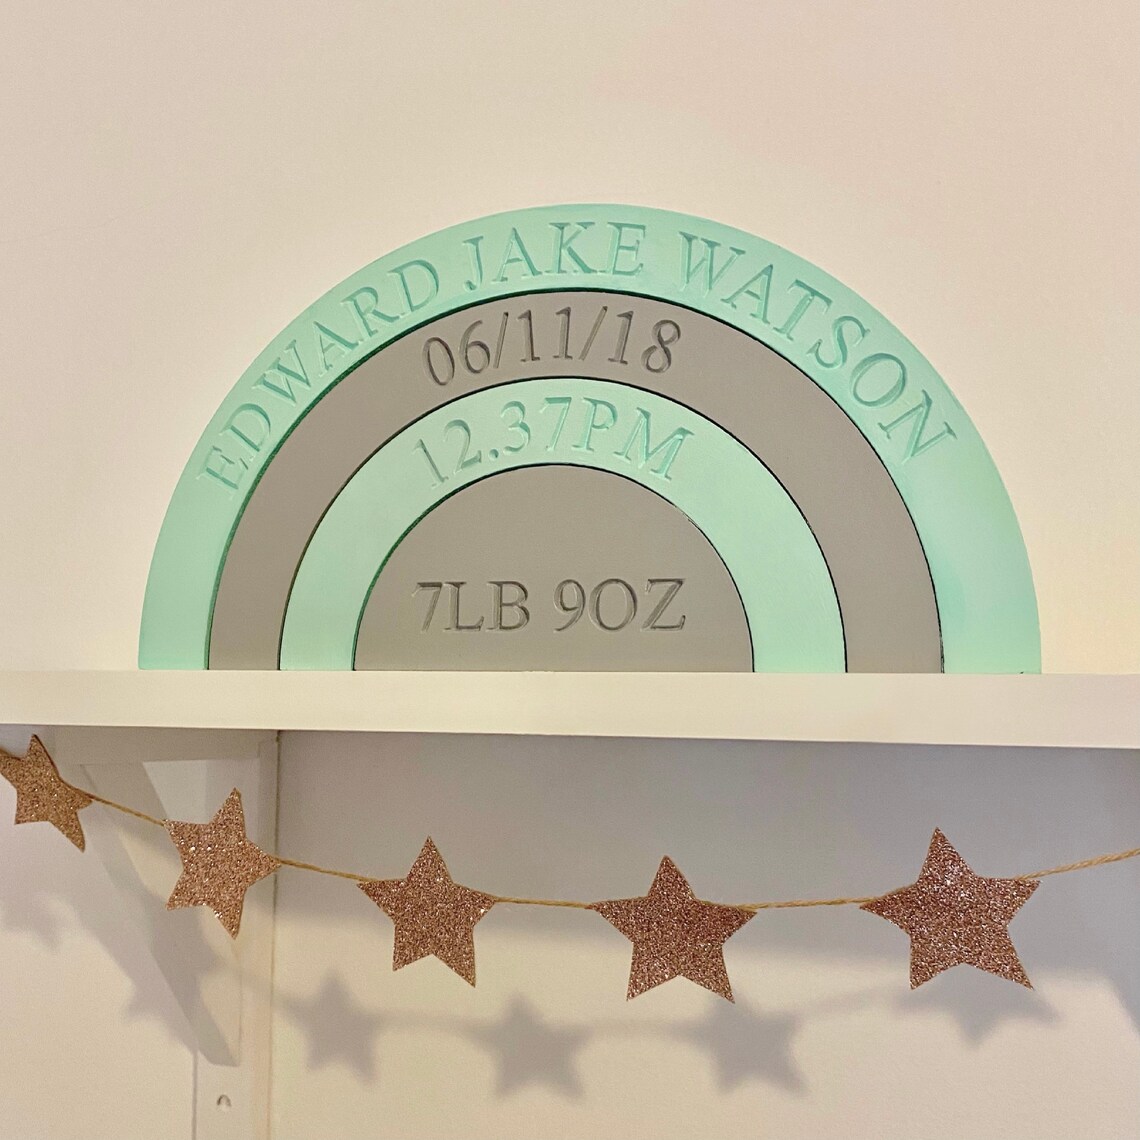 EDWARD JAKE WATSON
06/11/18
12.37PM
7LB 9OZ